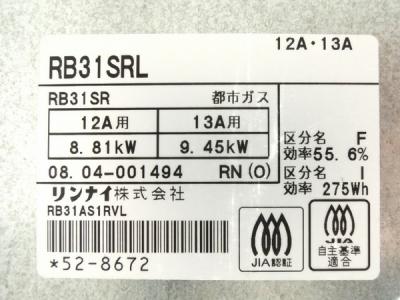 12A・13A
RB31SRL
RB31SR 都市ガス
12A用 13A用
8.81kW 9.45kW
区分名 F
効率55.6%
区分名 I
効率 275Wh
08.04-001494 RN(O)
リンナイ株式会社
RB31AS1RVL
*52-8672
JIA認証
JIA
自主基準
適合